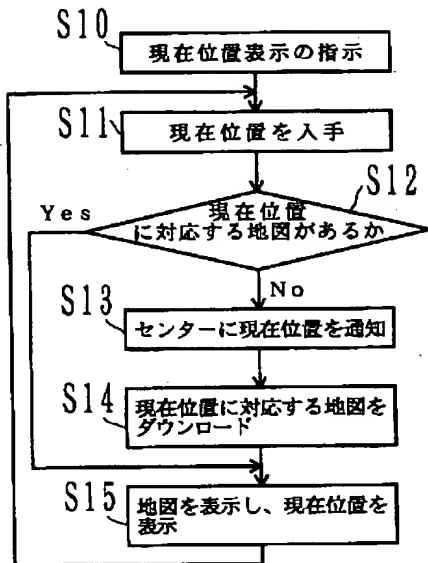 S10
現在位置表示の指示
S11
現在位置を入手
S12
現在位置
に対応する地図があるか
Yes
No
S13
センターに現在位置を通知
S14
現在位置に対応する地図を
ダウンロード
S15
地図を表示し、現在位置を
表示